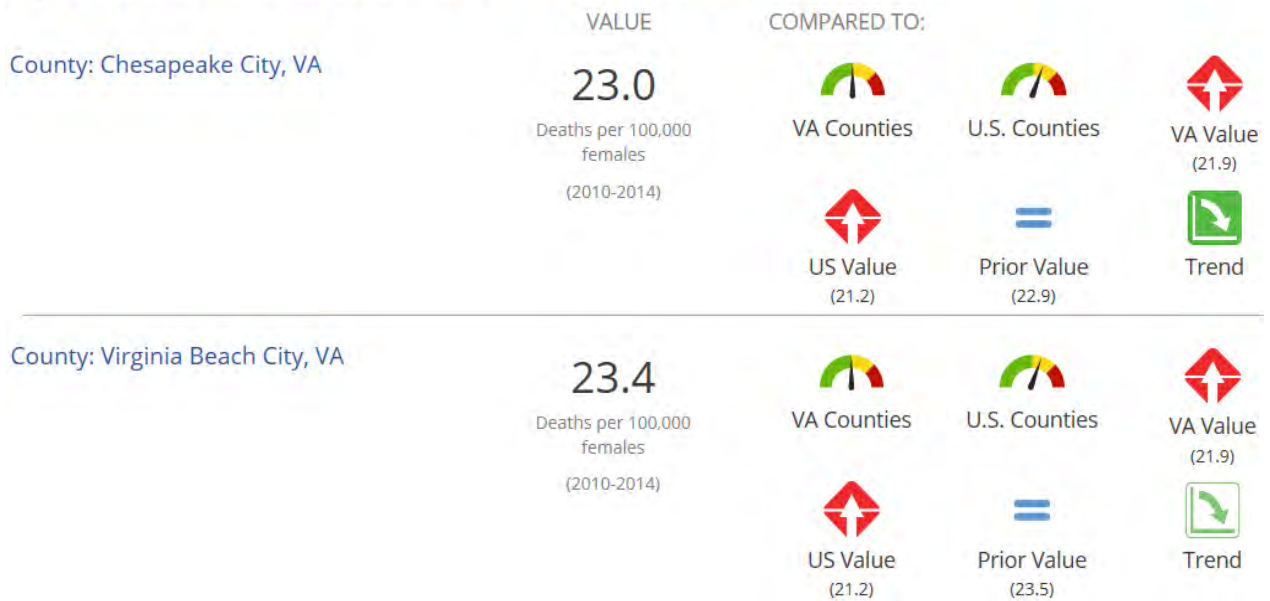 VALUE COMPARED TO:
County: Chesapeake City, VA
23.0
Deaths per 100,000
females
(2010-2014)
VA Counties
U.S. Counties
VA Value
(21.9)
US Value
(21.2)
Prior Value
(22.9)
Trend
County: Virginia Beach City, VA
23.4
Deaths per 100,000
females
(2010-2014)
VA Counties
U.S. Counties
VA Value
(21.9)
US Value
(21.2)
Prior Value
(23.5)
Trend